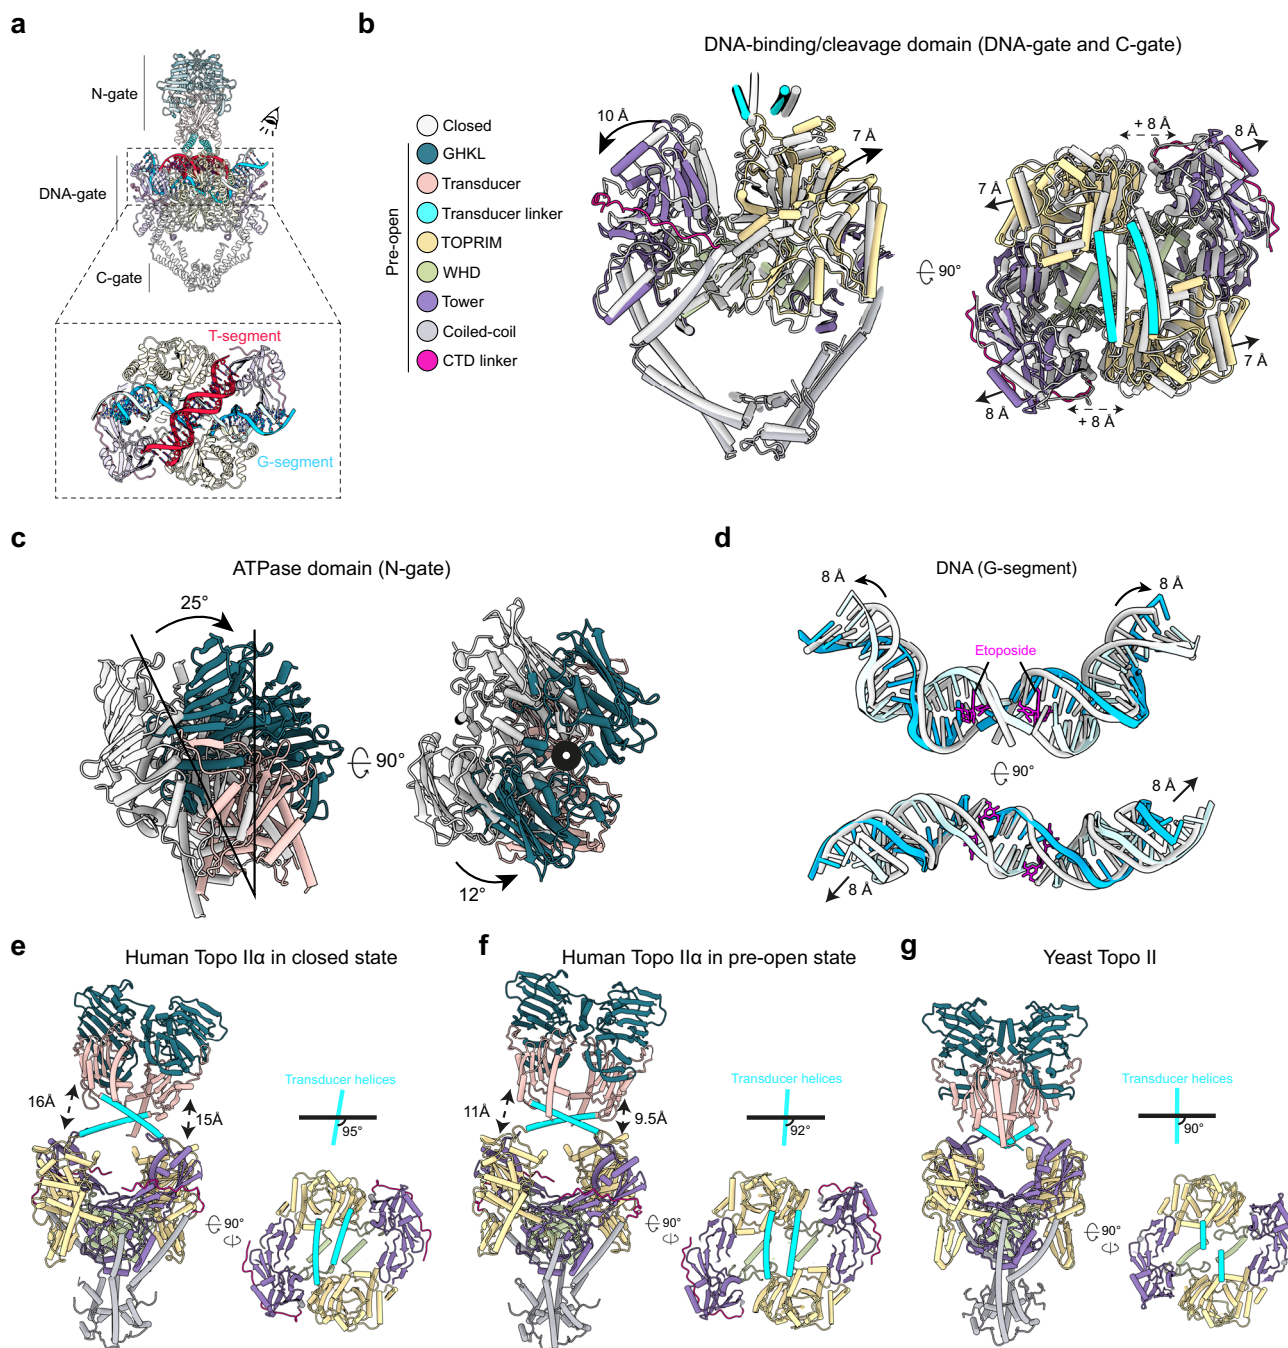 a
N-gate
DNA-gate
C-gate
T-segment
G-segment
b
DNA-binding/cleavage domain (DNA-gate and C-gate)
Closed
Pre-open
GHKL
Transducer
Transducer linker
TOPRIM
WHD
Tower
Coiled-coil
CTD linker
10 Å
7 Å
90°
+ 8 Å
8 Å
7 Å
7 Å
8 Å
+ 8 Å
c
ATPase domain (N-gate)
25°
90°
12°
d
DNA (G-segment)
8 Å
8 Å
Etoposide
90°
8 Å
8 Å
e
Human Topo IIα in closed state
16Å
15Å
Transducer helices
95°
90°
f
Human Topo IIα in pre-open state
11Å
9.5Å
Transducer helices
92°
90°
g
Yeast Topo II
Transducer helices
90°
90°